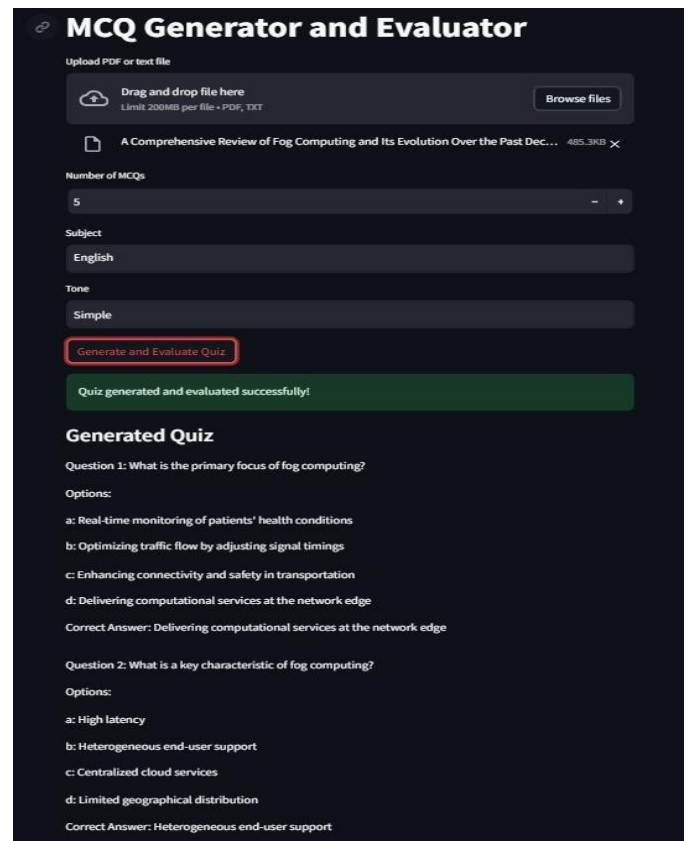 MCQ Generator and Evaluator
Upload PDF or text file
Drag and drop file here
Limit 200MB per file • PDF, TXT
Browse files
A Comprehensive Review of Fog Computing and Its Evolution Over the Past Dec... 485.3KB
Number of MCQs
5
Subject
English
Tone
Simple
Generate and Evaluate Quiz
Quiz generated and evaluated successfully!
Generated Quiz
Question 1: What is the primary focus of fog computing?
Options:
a: Real-time monitoring of patients' health conditions
b: Optimizing traffic flow by adjusting signal timings
c: Enhancing connectivity and safety in transportation
d: Delivering computational services at the network edge
Correct Answer: Delivering computational services at the network edge
Question 2: What is a key characteristic of fog computing?
Options:
a: High latency
b: Heterogeneous end-user support
c: Centralized cloud services
d: Limited geographical distribution
Correct Answer: Heterogeneous end-user support